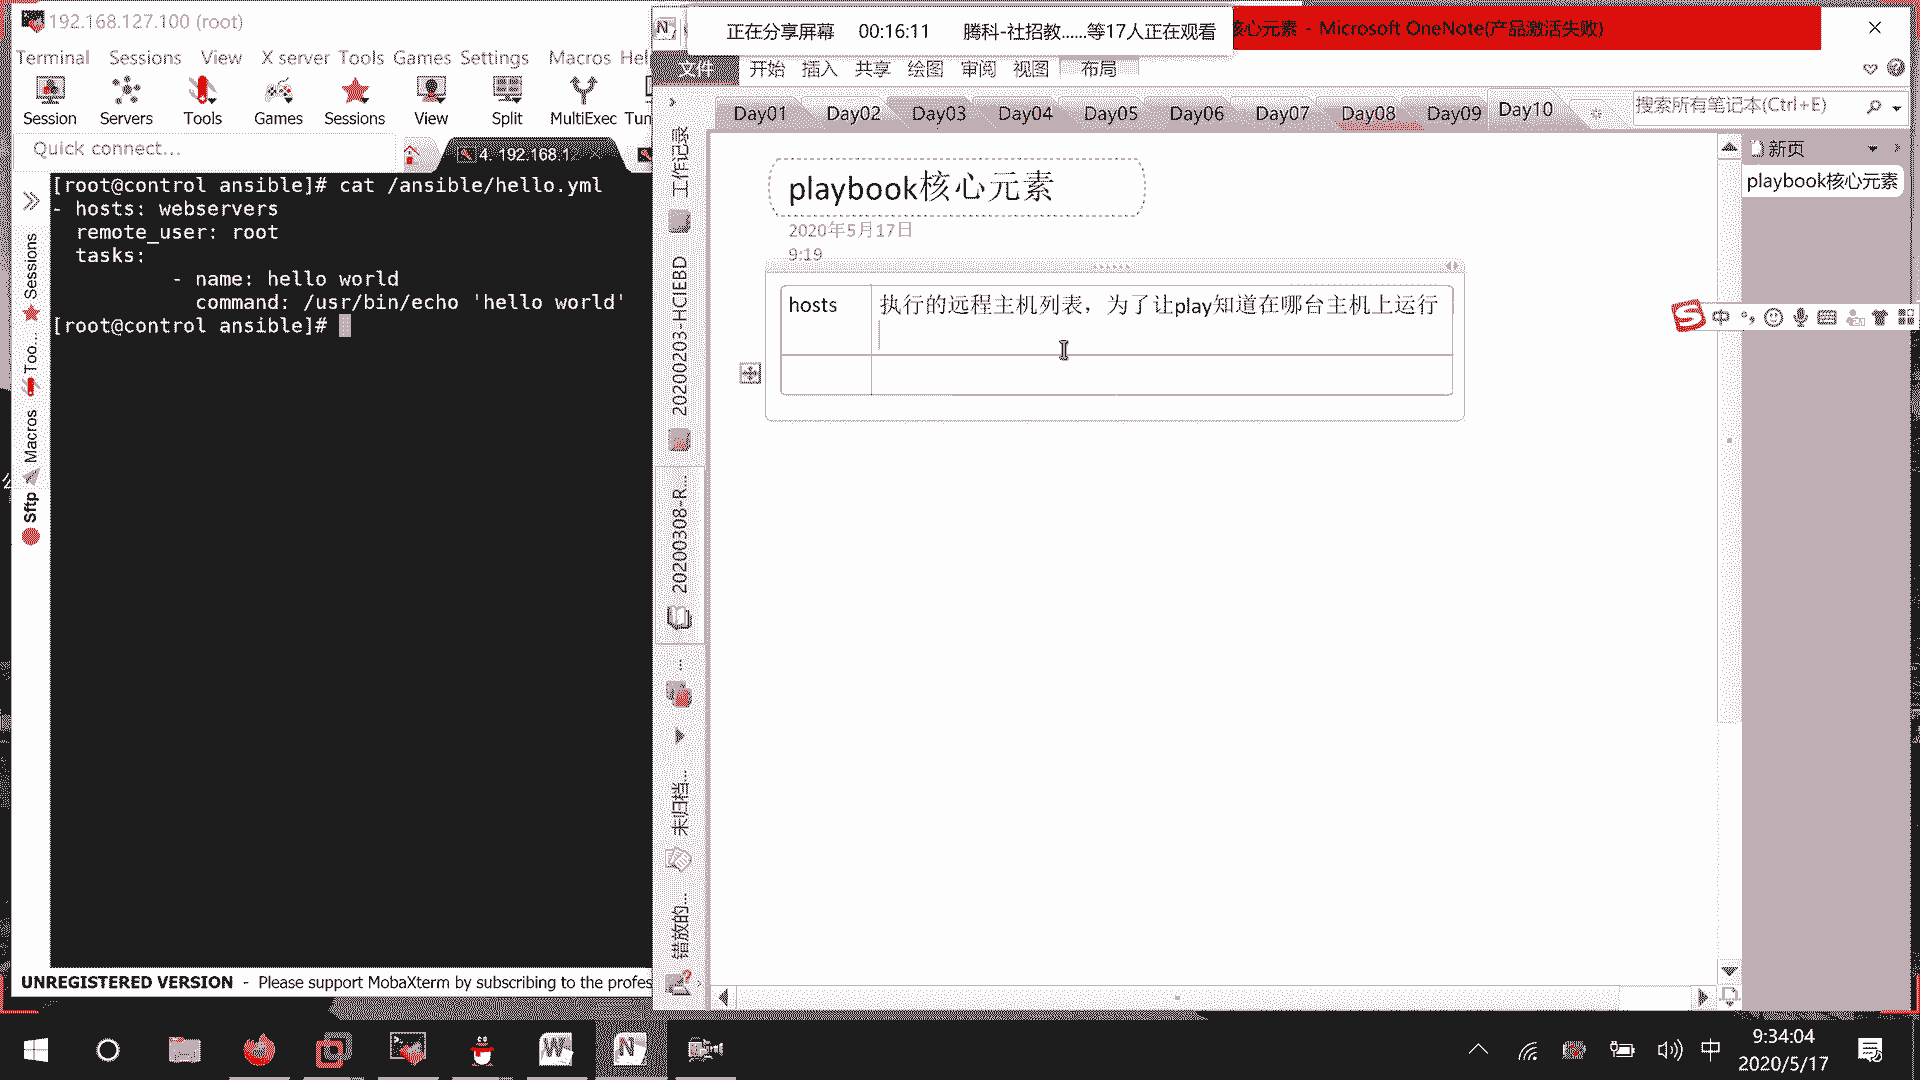 192.168.127.100 (root)
Terminal Sessions View X server Tools Games Settings Macros Hel
Session Servers Tools Games Sessions View Split MultiExec Tun
Quick connect...
4. 192.168.12
[root@control ansible]# cat /ansible/hello.yml
- hosts: webservers
  remote_user: root
  tasks:
          - name: hello world
            command: /usr/bin/echo 'hello world'
[root@control ansible]#
Sessions
Too...
Macros
Sftp
UNREGISTERED VERSION - Please support MobaXterm by subscribing to the profes
正在分享屏幕 00:16:11 腾科-社招教......等17人正在观看
核心元素 - Microsoft OneNote(产品激活失败)
文件 开始 插入 共享 绘图 审阅 视图 布局
Day01 Day02 Day03 Day04 Day05 Day06 Day07 Day08 Day09 Day10
搜索所有笔记本(Ctrl+E)
工作记录
20200203-HCIEBD
20200308-R...
未归档...
错放的...
playbook核心元素
2020年5月17日
9:19
hosts 执行的远程主机列表，为了让play知道在哪台主机上运行
新页
playbook核心元素
中
中
9:34:04
2020/5/17